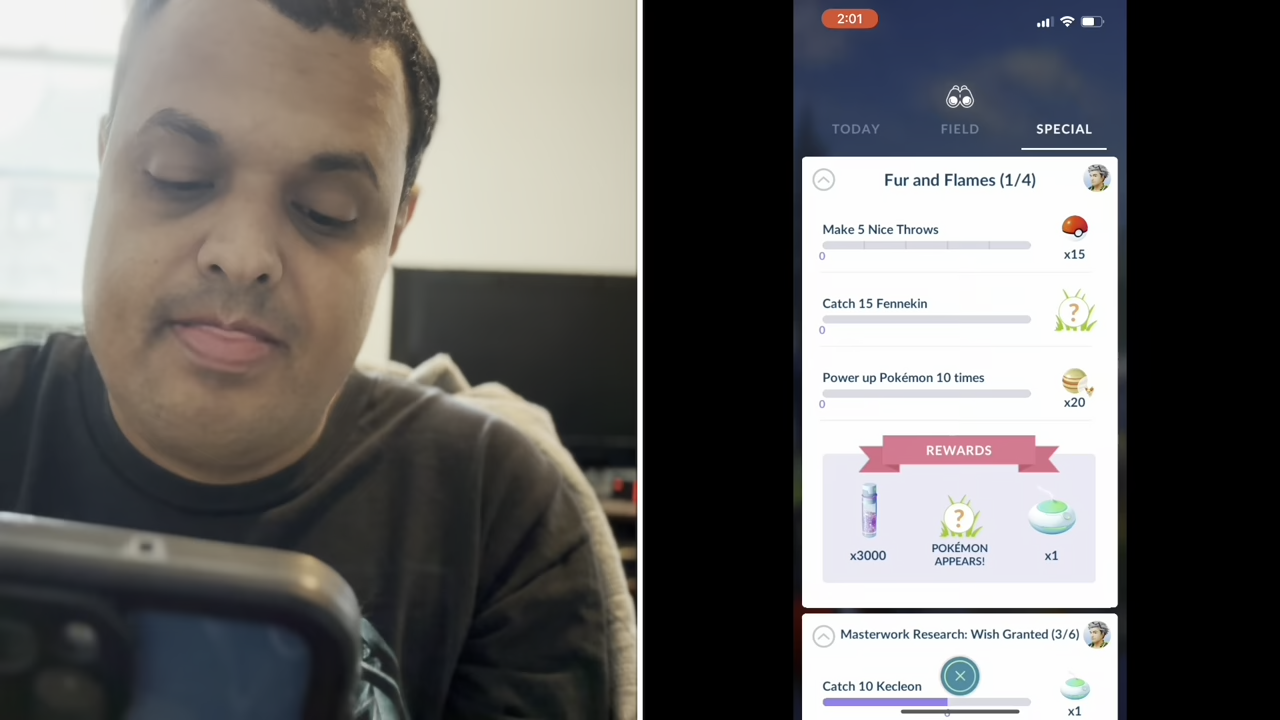 2:01
TODAY
FIELD
SPECIAL
Fur and Flames (1/4)
Make 5 Nice Throws
0
x15
Catch 15 Fennekin
0
?
Power up Pokémon 10 times
0
x20
REWARDS
x3000
?
POKÉMON
APPEARS!
x1
Masterwork Research: Wish Granted (3/6)
Catch 10 Kecleon
x1